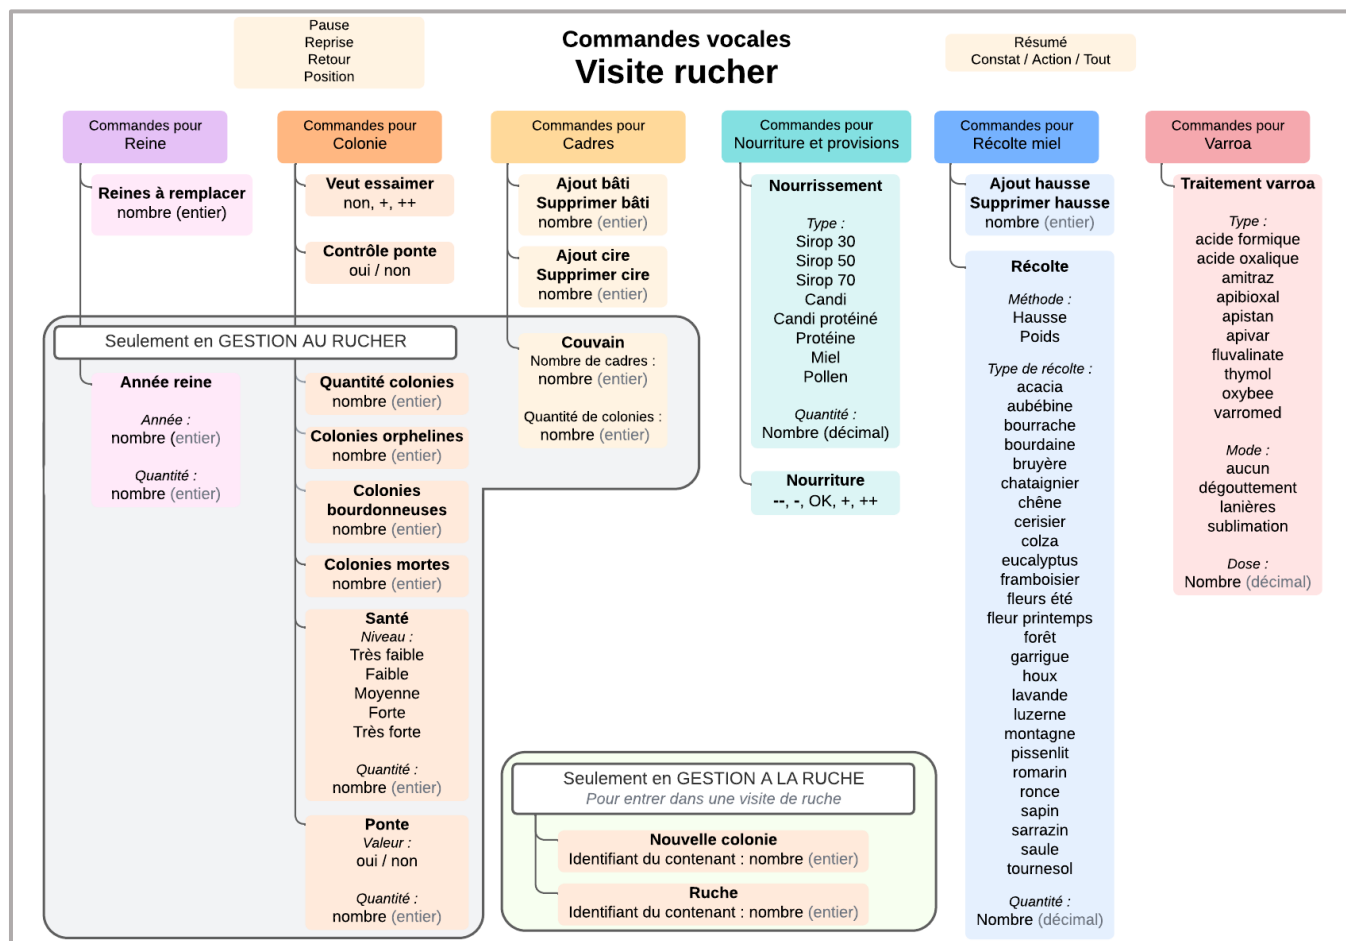 Pause
Reprise
Retour
Position
Commandes vocales
Visite rucher
Résumé
Constat / Action / Tout
Commandes pour
Reine
Reines à remplacer
nombre (entier)
Commandes pour
Colonie
Veut essaimer
non, +, ++
Contrôle ponte
oui / non
Commandes pour
Cadres
Ajout bâti
Supprimer bâti
nombre (entier)
Ajout cire
Supprimer cire
nombre (entier)
Seulement en GESTION AU RUCHER
Année reine
Année :
nombre (entier)
Quantité :
nombre (entier)
Quantité colonies
nombre (entier)
Colonies orphelines
nombre (entier)
Colonies
bourdonneuses
nombre (entier)
Colonies mortes
nombre (entier)
Santé
Niveau :
Très faible
Faible
Moyenne
Forte
Très forte
Quantité :
nombre (entier)
Ponte
Valeur :
oui / non
Quantité :
nombre (entier)
Couvain
Nombre de cadres :
nombre (entier)
Quantité de colonies :
nombre (entier)
Commandes pour
Nourriture et provisions
Nourrissement
Type :
Sirop 30
Sirop 50
Sirop 70
Candi
Candi protéiné
Protéine
Miel
Pollen
Quantité :
Nombre (décimal)
Nourriture
--, -, OK, +, ++
Commandes pour
Récolte miel
Ajout hausse
Supprimer hausse
nombre (entier)
Récolte
Méthode :
Hausse
Poids
Type de récolte :
acacia
aubébine
bourrache
bourdaine
bruyère
chataignier
chêne
cerisier
colza
eucalyptus
framboisier
fleurs été
fleur printemps
forêt
garrigue
houx
lavande
luzerne
montagne
pissenlit
romarin
ronce
sapin
sarrazin
saule
tournesol
Quantité :
Nombre (décimal)
Commandes pour
Varroa
Traitement varroa
Type :
acide formique
acide oxalique
amitraz
apibioxal
apistan
apivar
fluvalinate
thymol
oxybee
varromed
Mode :
aucun
dégouttement
lanières
sublimation
Dose :
Nombre (décimal)
Seulement en GESTION A LA RUCHE
Pour entrer dans une visite de ruche
Nouvelle colonie
Identifiant du contenant : nombre (entier)
Ruche
Identifiant du contenant : nombre (entier)